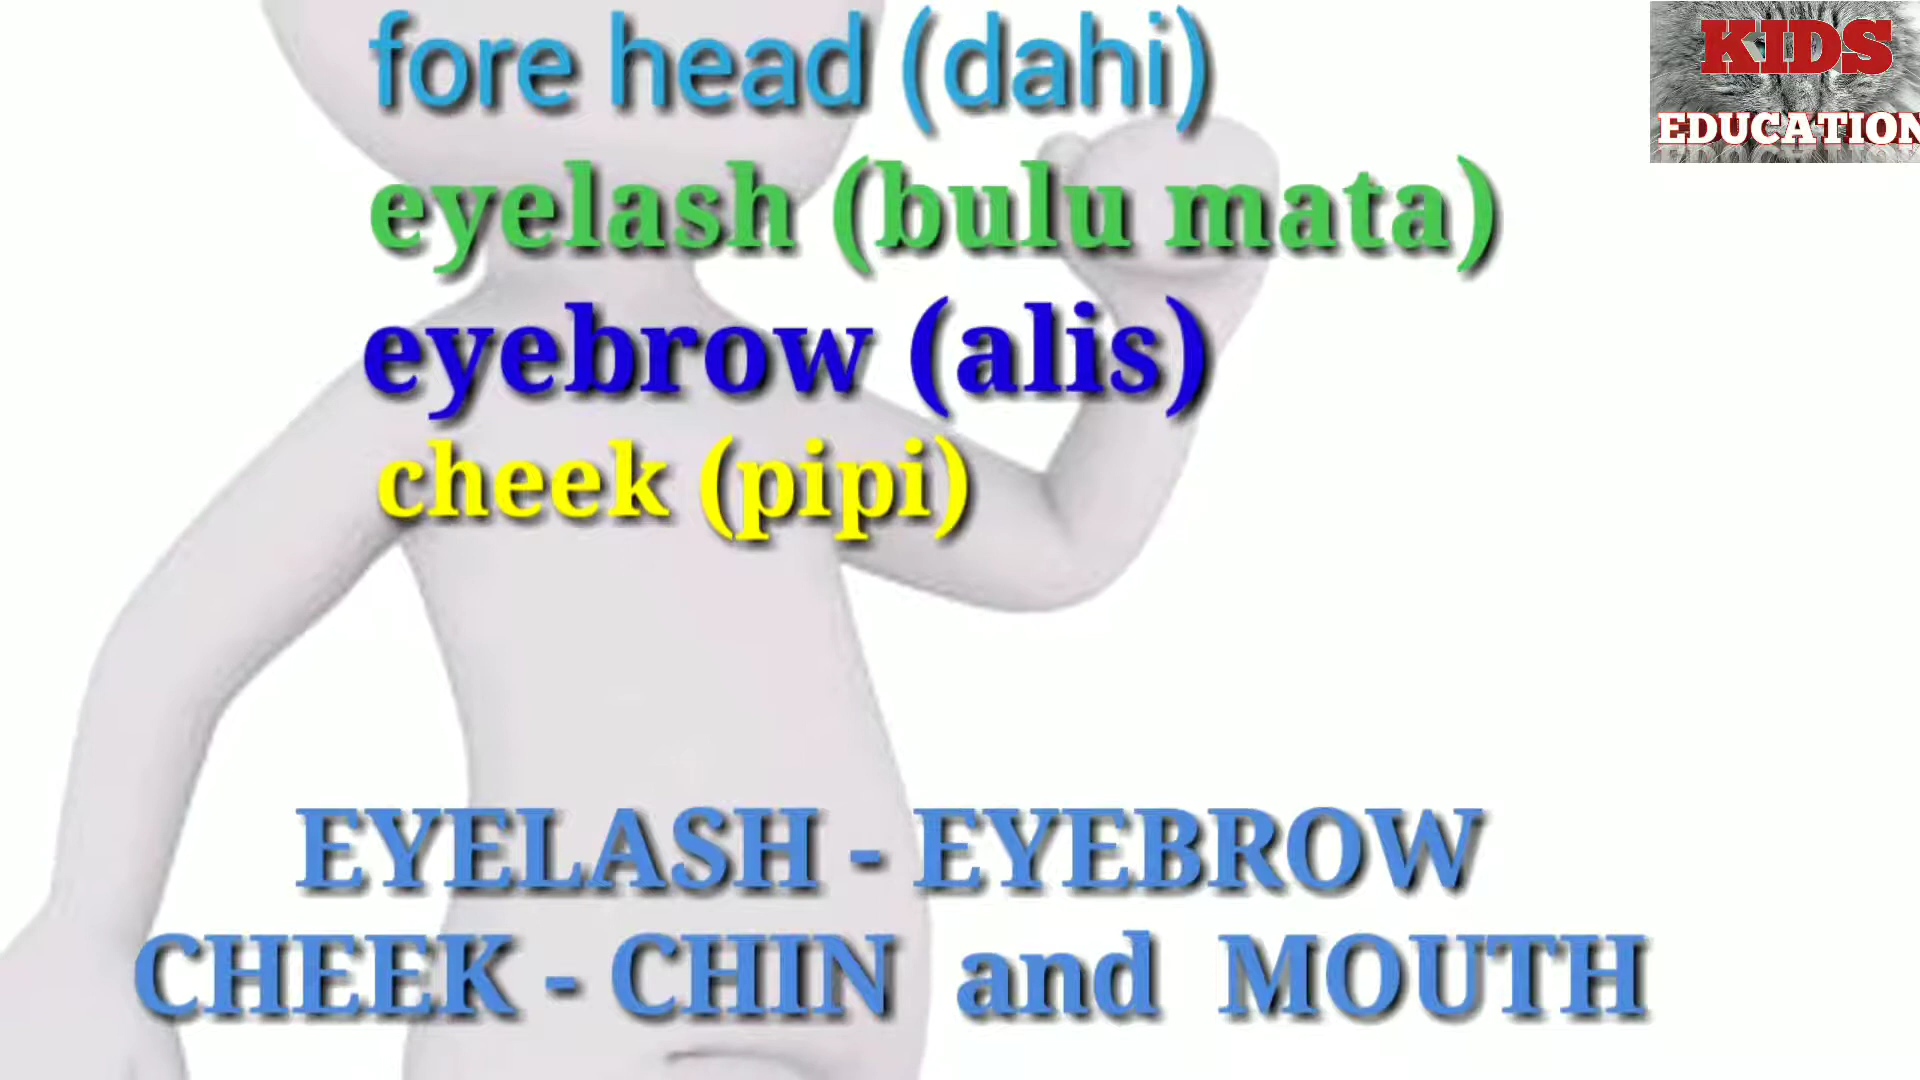 fore head (dahi)
eyelash (bulu mata)
eyebrow (alis)
cheek (pipi)
EYELASH - EYEBROW
CHEEK - CHIN and MOUTH
KIDS
EDUCATION